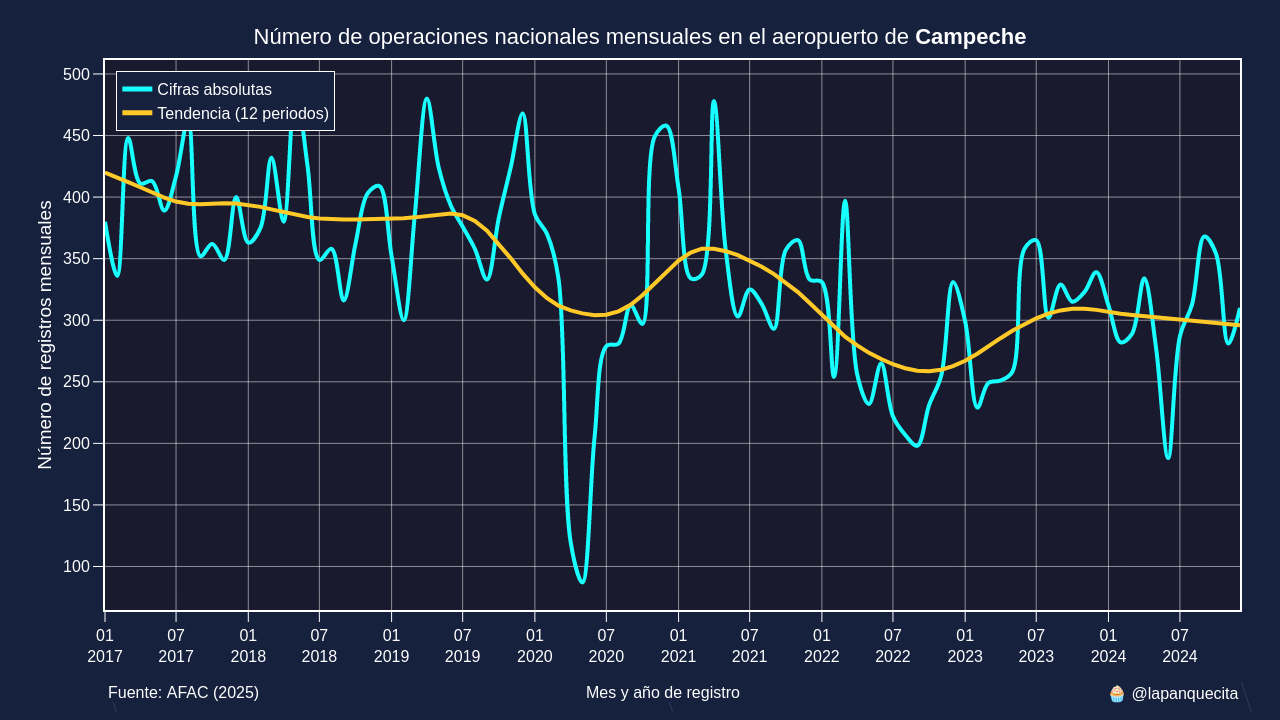 Número de operaciones nacionales mensuales en el aeropuerto de Campeche
Cifras absolutas
Tendencia (12 periodos)
Número de registros mensuales
500
450
400
350
300
250
200
150
100
01 07 01 07 01 07 01 07 01 07 01 07 01 07 01 07
2017 2017 2018 2018 2019 2019 2020 2020 2021 2021 2022 2022 2023 2023 2024 2024
Fuente: AFAC (2025) Mes y año de registro 🧁 @lapanquecita